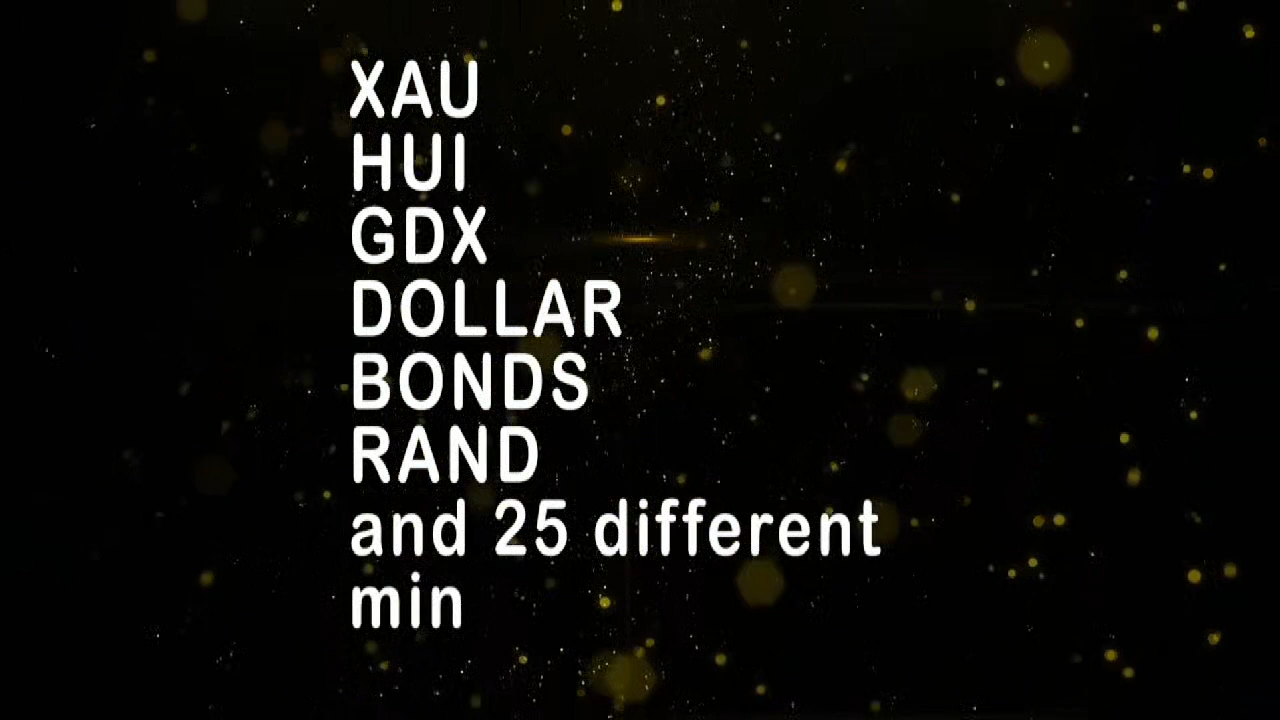 XAU
HUI
GDX
DOLLAR
BONDS
RAND
and 25 different
min